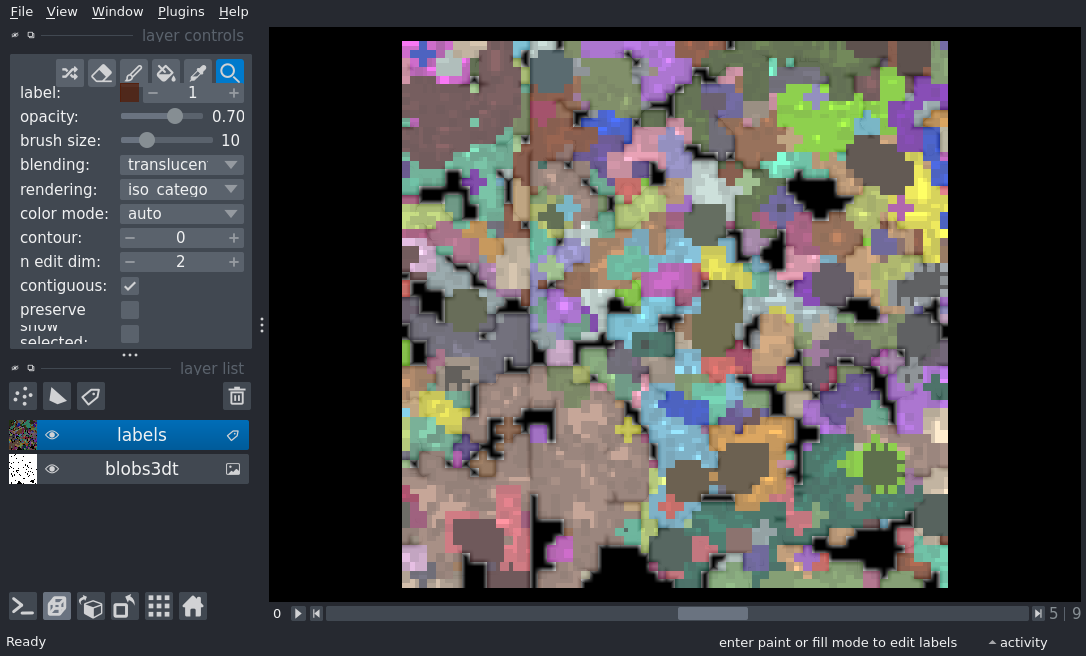 File View Window Plugins Help
layer controls
label: 1
opacity: 0.70
brush size: 10
blending: translucen
rendering: iso_catego
color mode: auto
contour: 0
n edit dim: 2
contiguous:
preserve
show
selected:
layer list
labels
blobs3dt
0 5 | 9
Ready enter paint or fill mode to edit labels activity